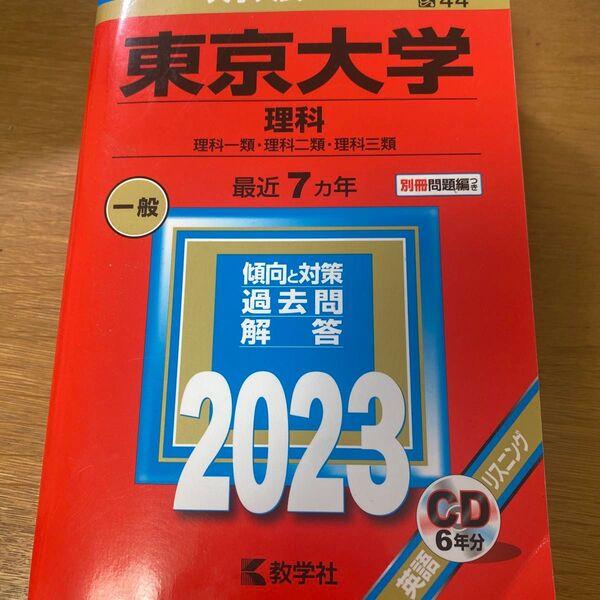 44
東京大学
理科
理科一類・理科二類・理科三類
最近7ヵ年
別冊問題編つき
一般
傾向と対策
過去問
解答
2023
英語リスニング
CD
6年分
教学社